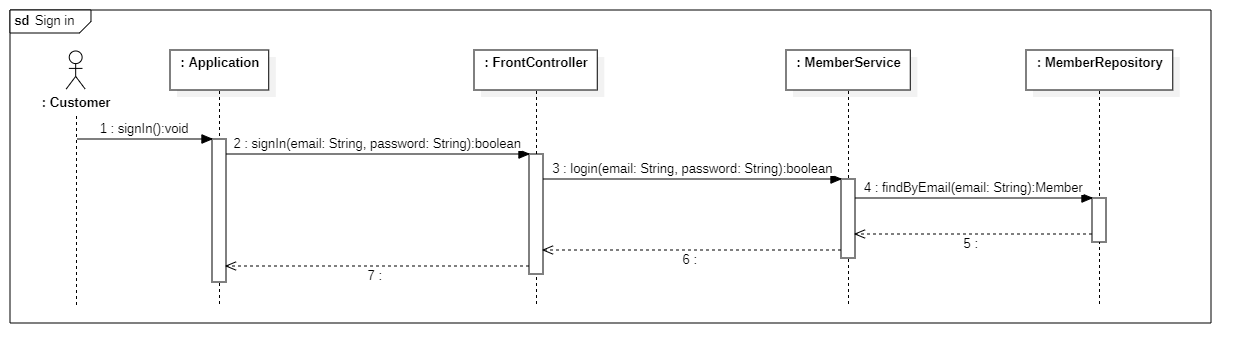 sd Sign in
: Customer
: Application
: FrontController
: MemberService
: MemberRepository
1 : signIn():void
2 : signIn(email: String, password: String):boolean
3 : login(email: String, password: String):boolean
4 : findByEmail(email: String):Member
5 :
6 :
7 :